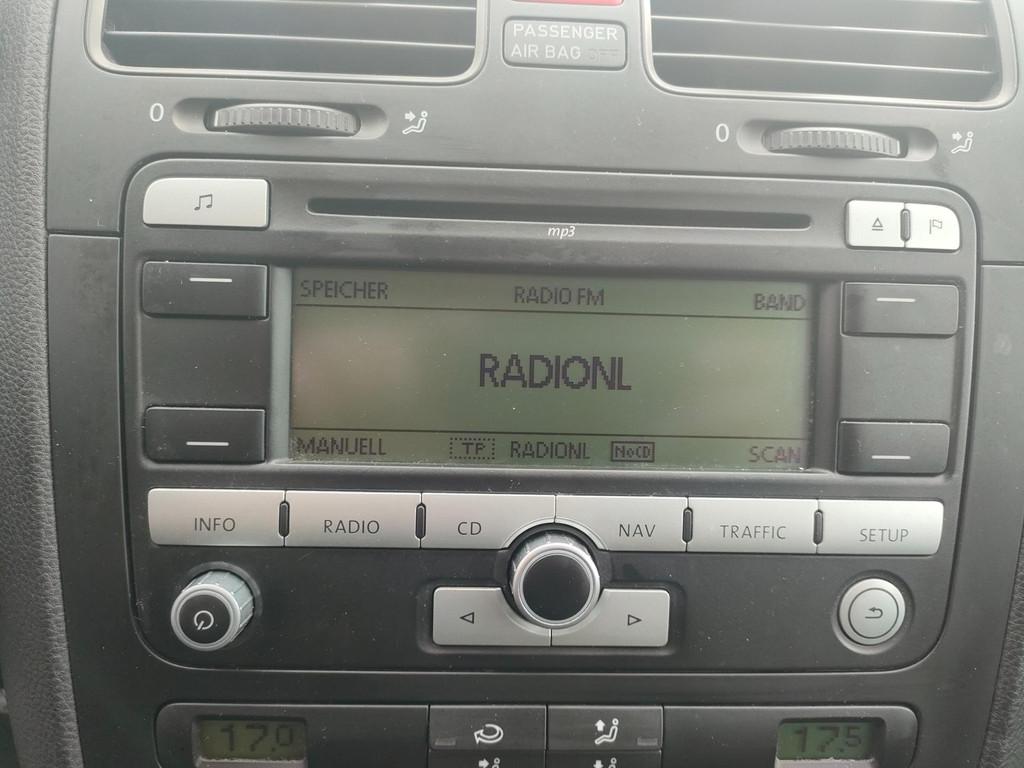 PASSENGER
AIR BAG OFF
0
0
mp3
SPEICHER RADIO FM BAND
RADIONL
MANUELL TP RADIONL NoCD SCAN
INFO RADIO CD NAV TRAFFIC SETUP
17.0 17.5